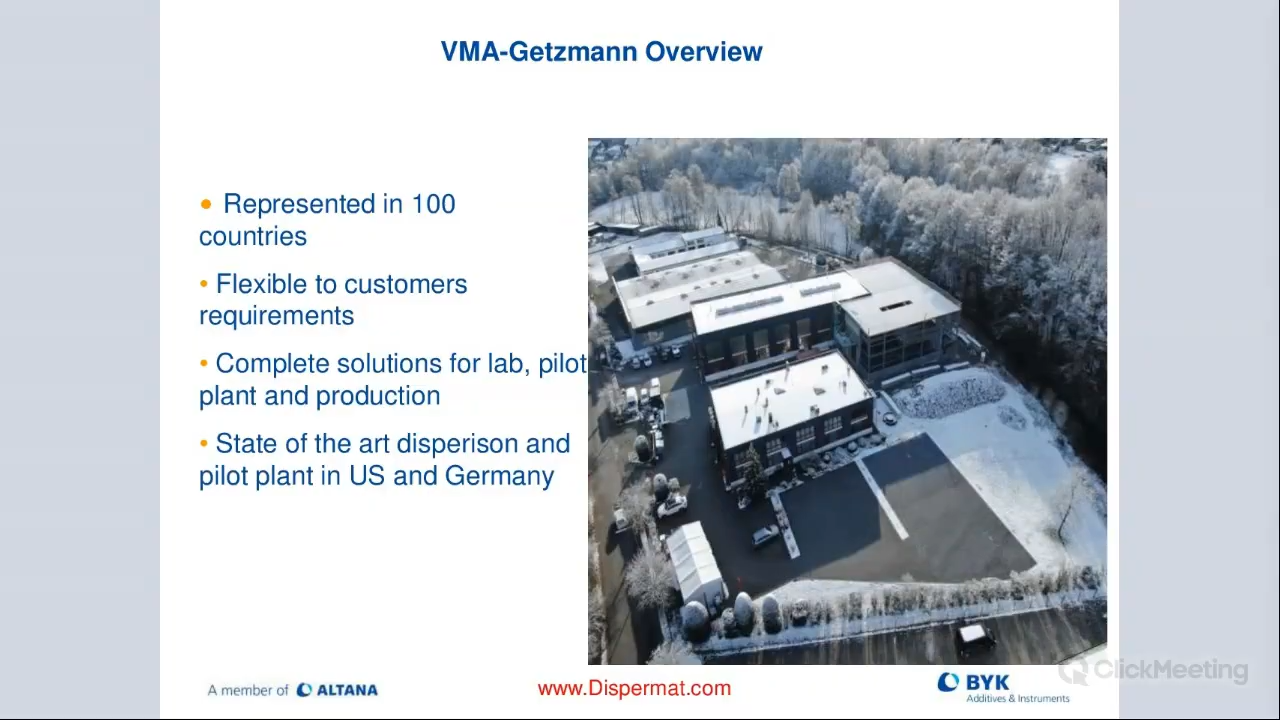 VMA-Getzmann Overview
• Represented in 100
countries
• Flexible to customers
requirements
• Complete solutions for lab, pilot
plant and production
• State of the art disperison and
pilot plant in US and Germany
A member of ALTANA
www.Dispermat.com
BYK
Additives & Instruments
ClickMeeting